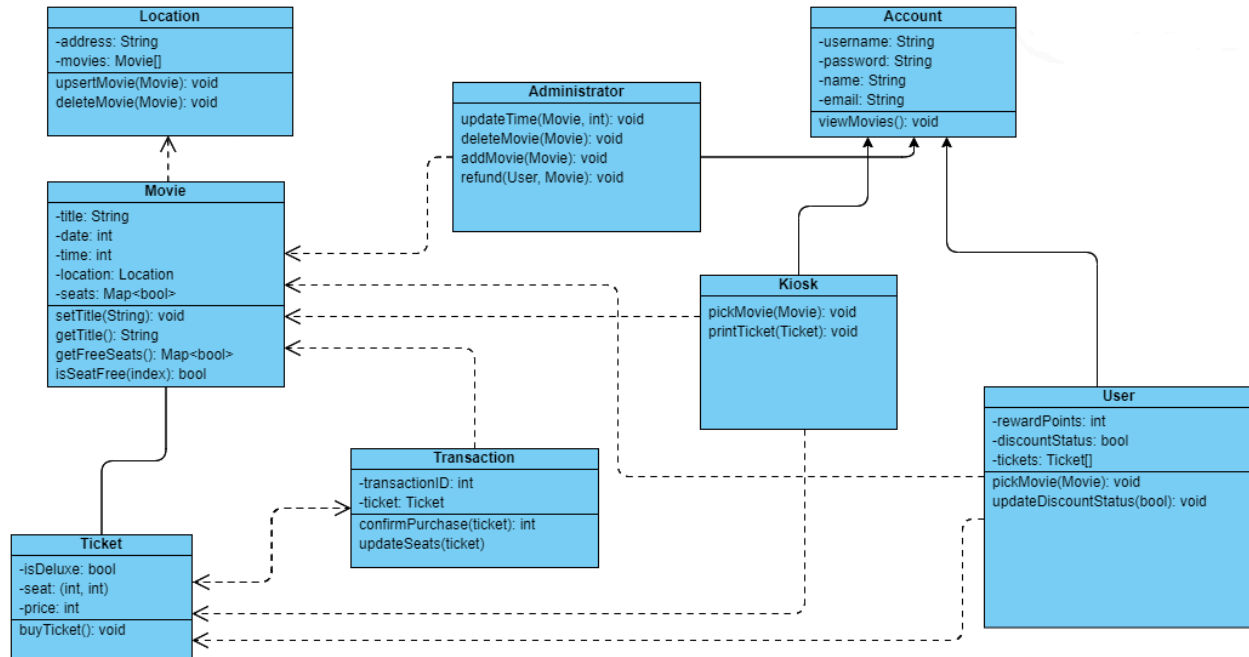 Location
-address: String
-movies: Movie[]
upsertMovie(Movie): void
deleteMovie(Movie): void
Account
-username: String
-password: String
-name: String
-email: String
viewMovies(): void
Administrator
updateTime(Movie, int): void
deleteMovie(Movie): void
addMovie(Movie): void
refund(User, Movie): void
Movie
-title: String
-date: int
-time: int
-location: Location
-seats: Map<bool>
setTitle(String): void
getTitle(): String
getFreeSeats(): Map<bool>
isSeatFree(index): bool
Kiosk
pickMovie(Movie): void
printTicket(Ticket): void
User
-rewardPoints: int
-discountStatus: bool
-tickets: Ticket[]
pickMovie(Movie): void
updateDiscountStatus(bool): void
Transaction
-transactionID: int
-ticket: Ticket
confirmPurchase(ticket): int
updateSeats(ticket)
Ticket
-isDeluxe: bool
-seat: (int, int)
-price: int
buyTicket(): void